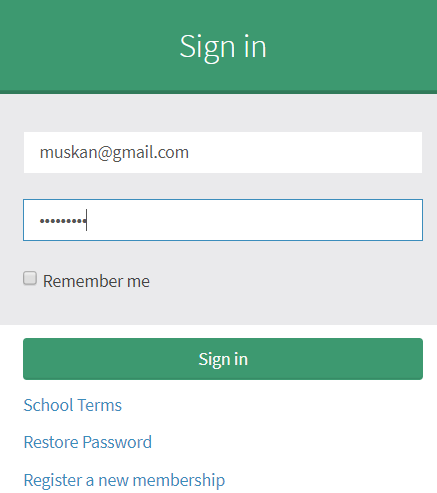 Sign in
muskan@gmail.com
•••••••••
Remember me
Sign in
School Terms
Restore Password
Register a new membership